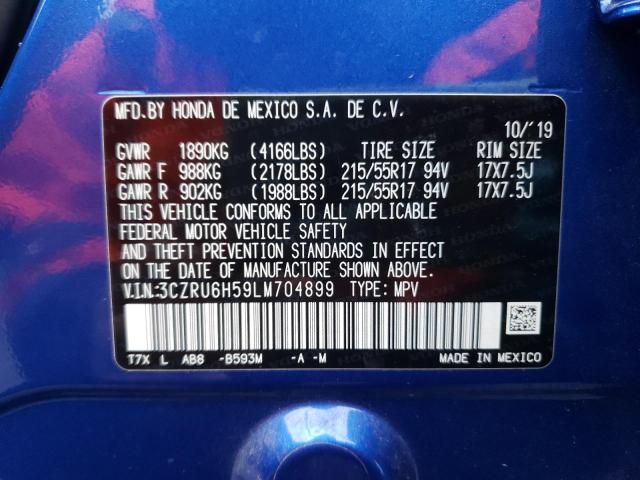 MFD.BY HONDA DE MEXICO S.A. DE C.V.
10/'19
GVWR 1890KG (4166LBS) TIRE SIZE RIM SIZE
GAWR F 988KG (2178LBS) 215/55R17 94V 17X7.5J
GAWR R 902KG (1988LBS) 215/55R17 94V 17X7.5J
THIS VEHICLE CONFORMS TO ALL APPLICABLE
FEDERAL MOTOR VEHICLE SAFETY
AND THEFT PREVENTION STANDARDS IN EFFECT
ON THE DATE OF MANUFACTURE SHOWN ABOVE.
V.I.N:3CZRU6H59LM704899 TYPE: MPV
T7X L AB8 -B593M -A -M MADE IN MEXICO